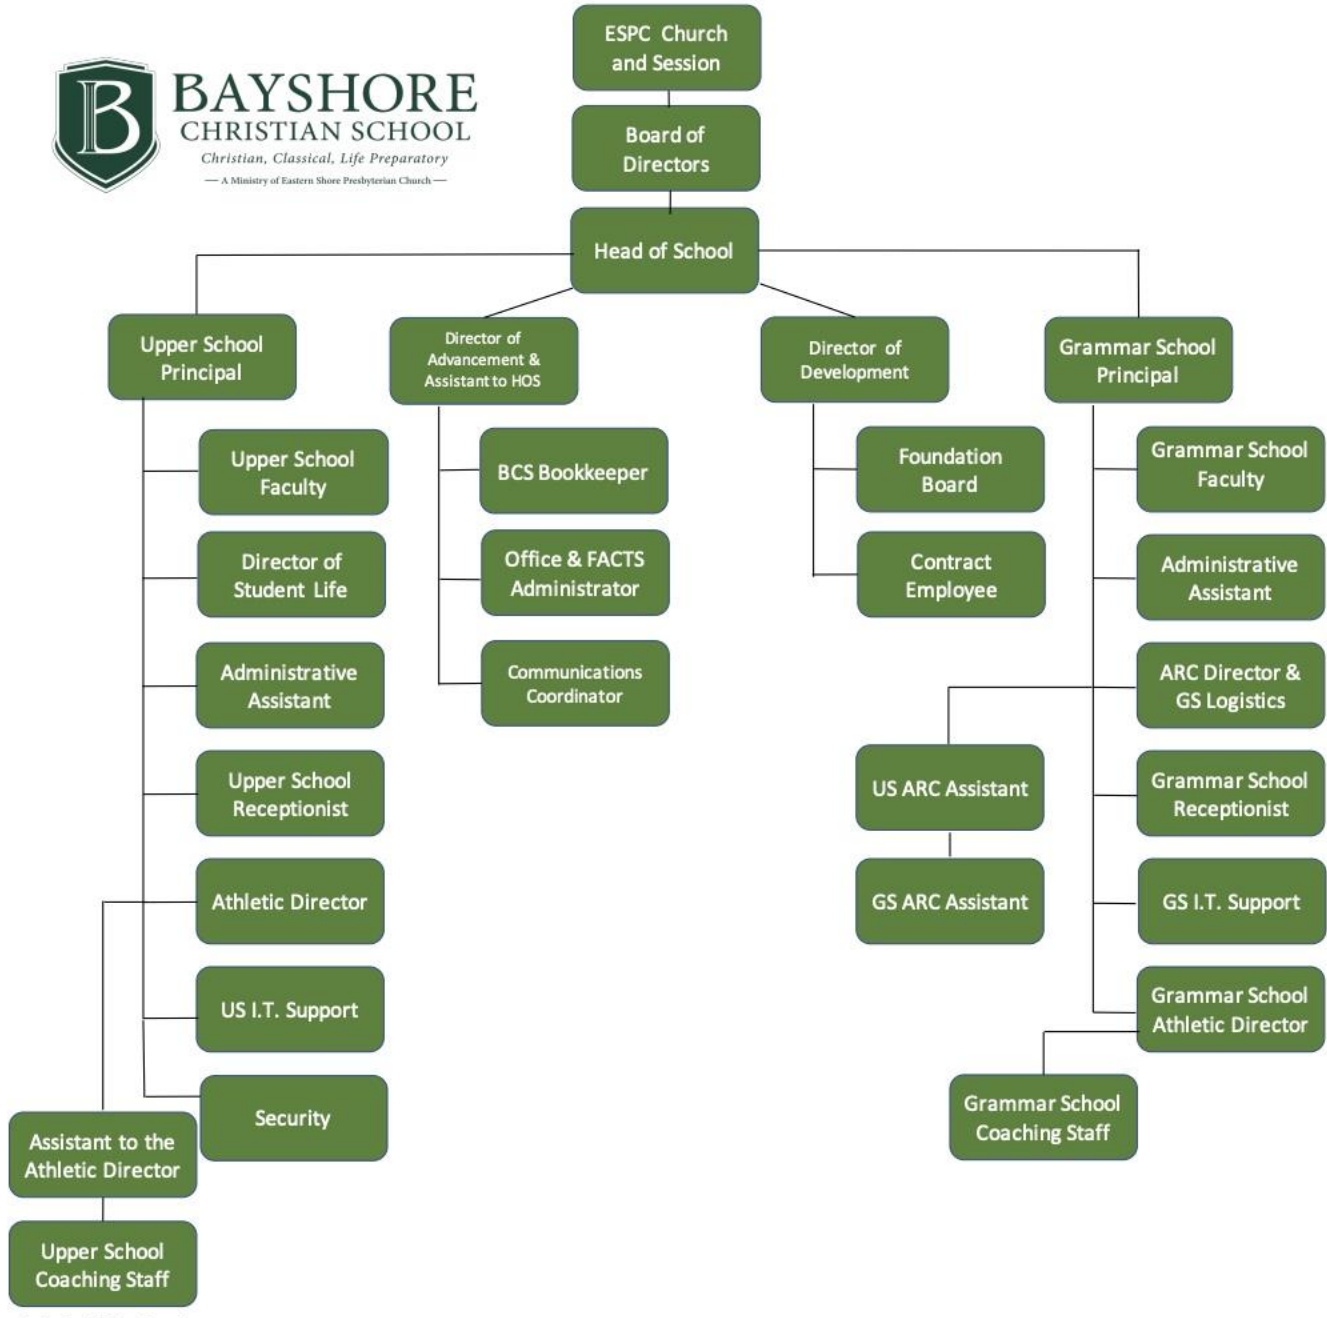 ESPC Church
and Session
BAYSHORE
CHRISTIAN SCHOOL
Christian, Classical, Life Preparatory
— A Ministry of Eastern Shore Presbyterian Church —
B
Board of
Directors
Head of School
Upper School
Principal
Director of
Advancement &
Assistant to HOS
Director of
Development
Grammar School
Principal
Upper School
Faculty
Director of
Student Life
Administrative
Assistant
Upper School
Receptionist
Athletic Director
US I.T. Support
Security
Assistant to the
Athletic Director
Upper School
Coaching Staff
BCS Bookkeeper
Office & FACTS
Administrator
Communications
Coordinator
Foundation
Board
Contract
Employee
Grammar School
Faculty
Administrative
Assistant
ARC Director &
GS Logistics
US ARC Assistant
GS ARC Assistant
Grammar School
Receptionist
GS I.T. Support
Grammar School
Athletic Director
Grammar School
Coaching Staff